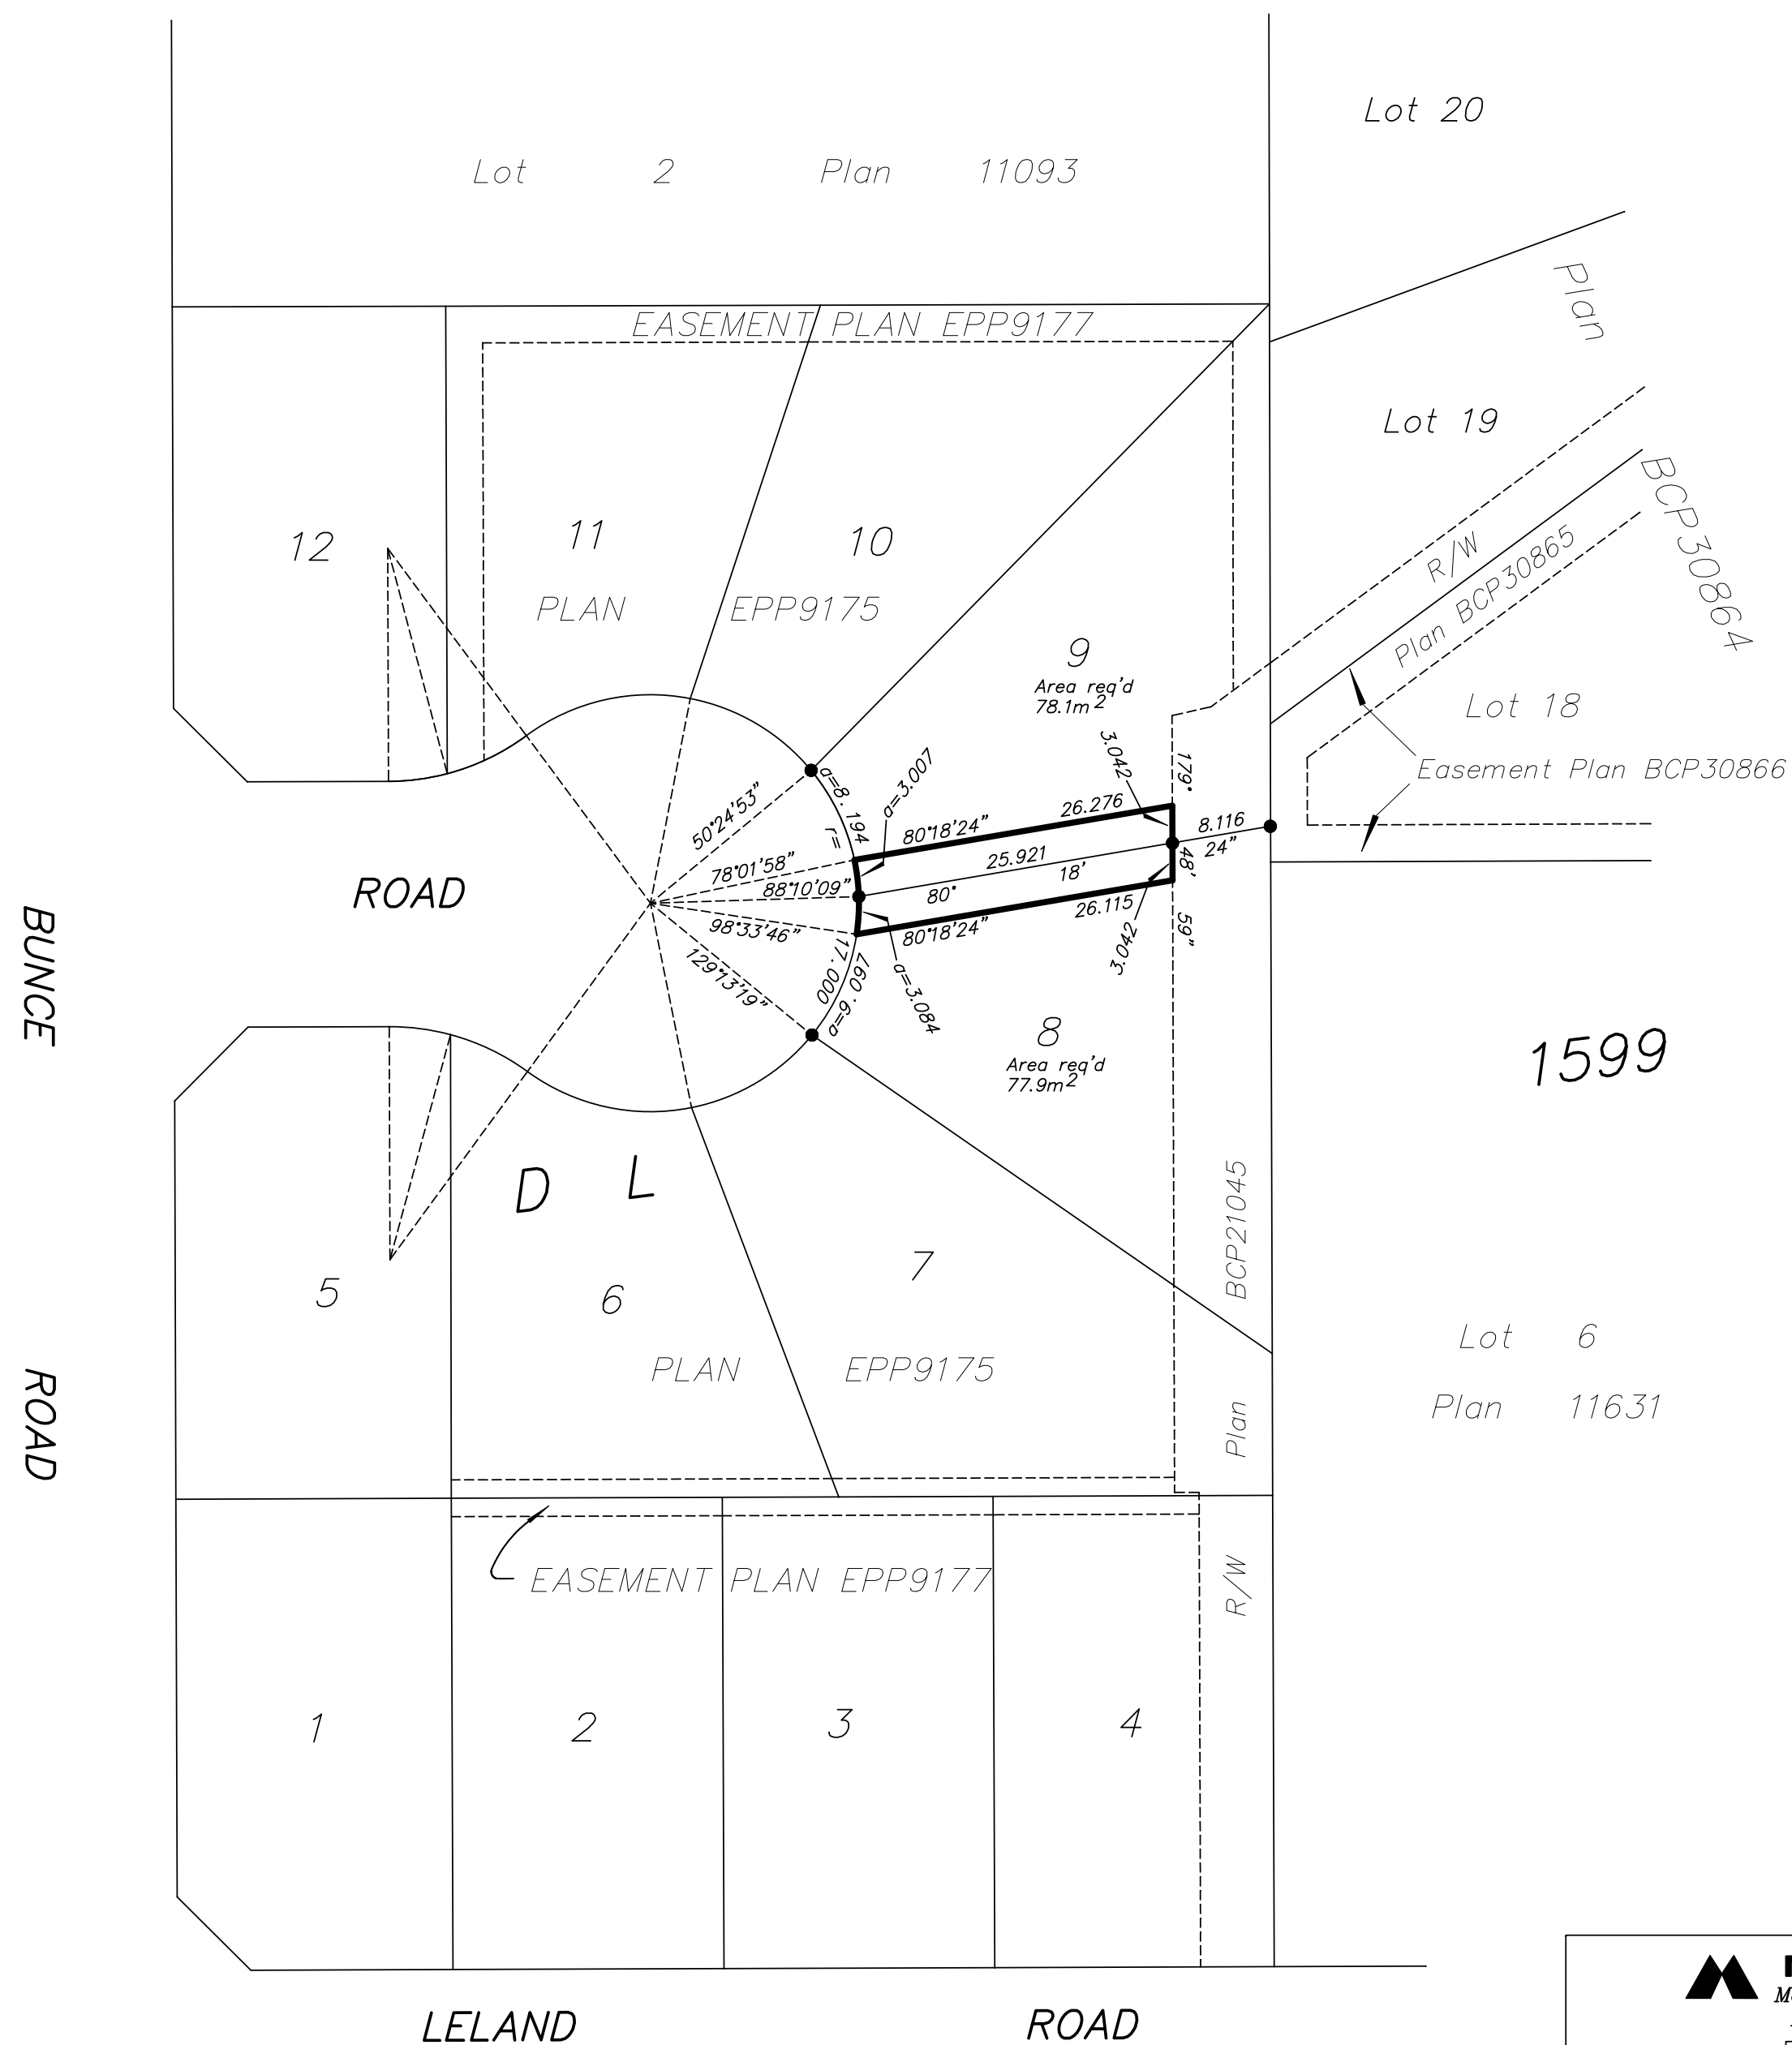 Lot 20
Lot 2 Plan 11093
Plan
BCP30864
EASEMENT PLAN EPP9177
Lot 19
12
11
10
R/W
Plan BCP30865
PLAN EPP9175
9
Area req'd
78.1m2
Lot 18
Easement Plan BCP30866
3.042
179°
48'
59"
a=3.007
a=8.194
r=
17.000
50°24'53"
80°18'24"
26.276
8.116
24"
78°01'58"
25.921
88°10'09"
80°
18'
ROAD
98°33'46"
80°18'24"
26.115
129°13'19"
a=9.097
a=3.084
3.042
BUNCE
ROAD
8
Area req'd
77.9m2
1599
D L
BCP21045
Plan
R/W
5
6
7
Lot 6
Plan 11631
PLAN EPP9175
EASEMENT PLAN EPP9177
1
2
3
4
LELAND ROAD